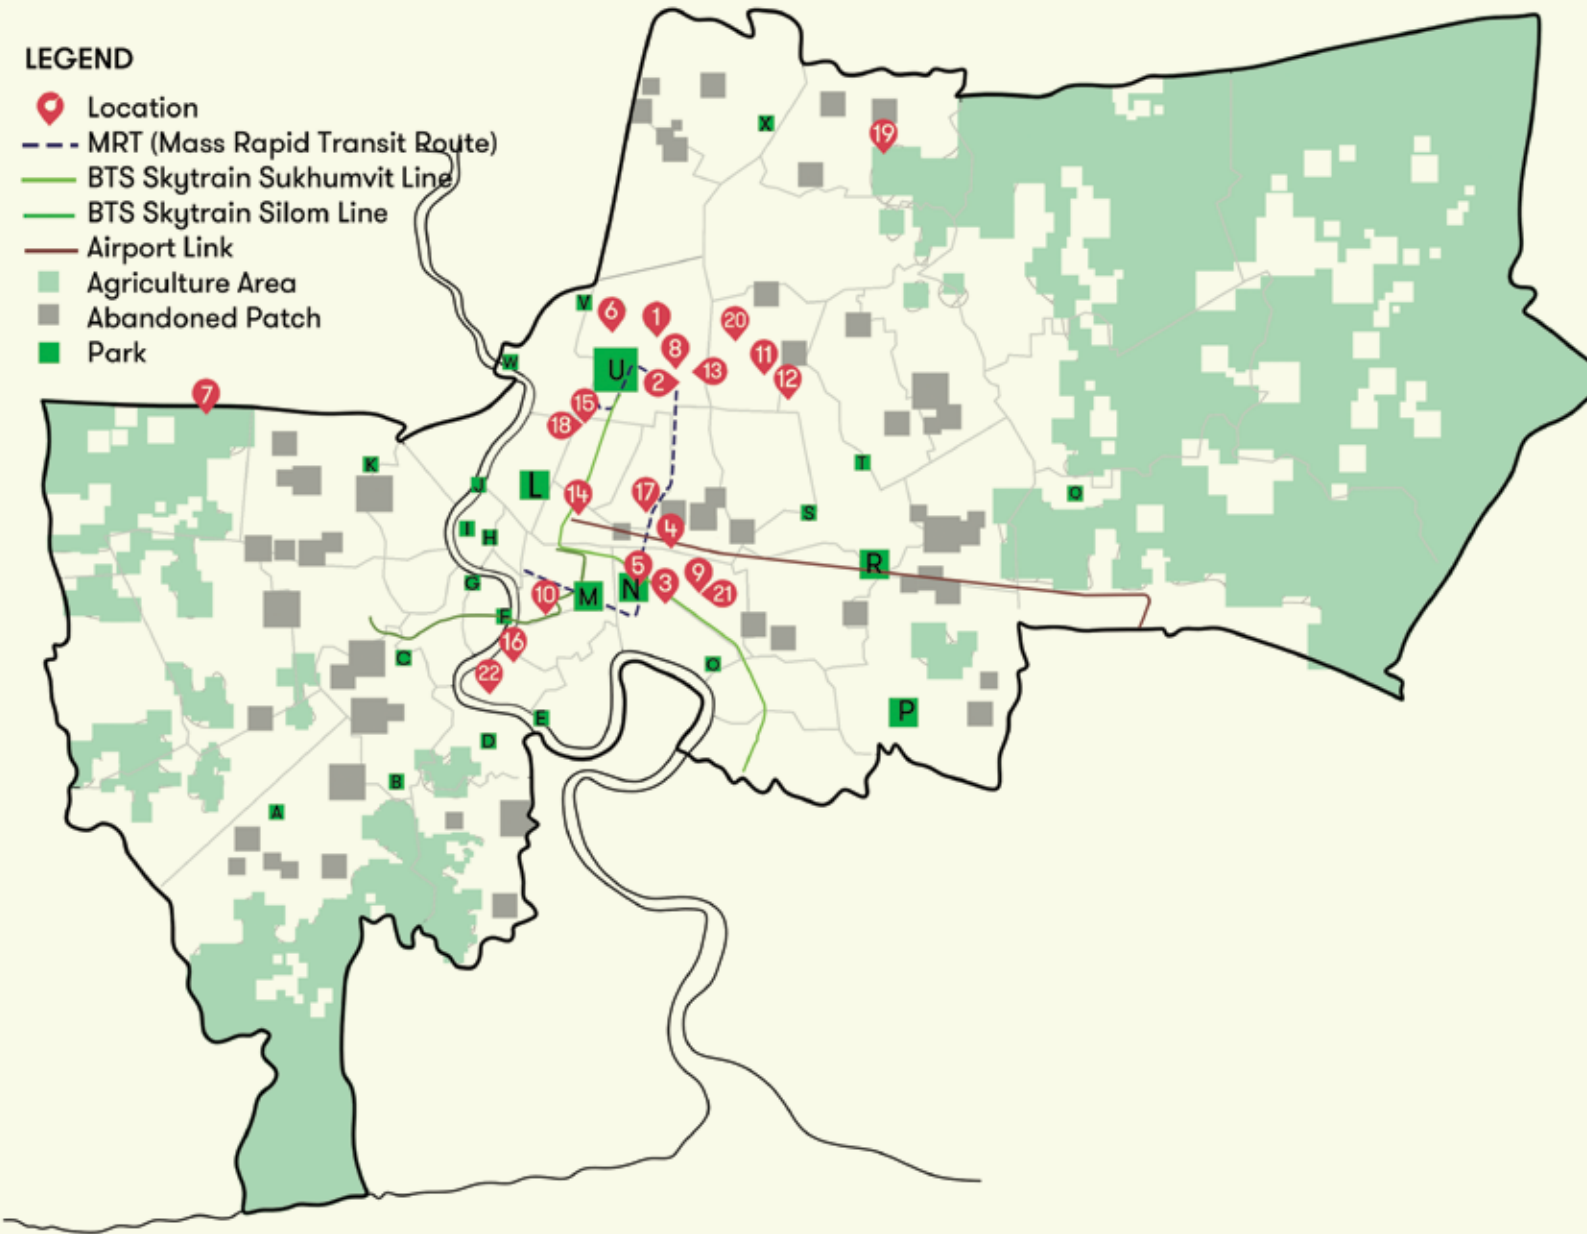 LEGEND
Location
MRT (Mass Rapid Transit Route)
BTS Skytrain Sukhumvit Line
BTS Skytrain Silom Line
Airport Link
Agriculture Area
Abandoned Patch
Park
X
19
V
6
1
20
8
11
W
U
13
2
12
7
15
18
K
T
J
L
14
17
Q
S
I
H
4
5
R
G
9
3
10
M
N
21
F
16
C
O
22
E
P
D
B
A